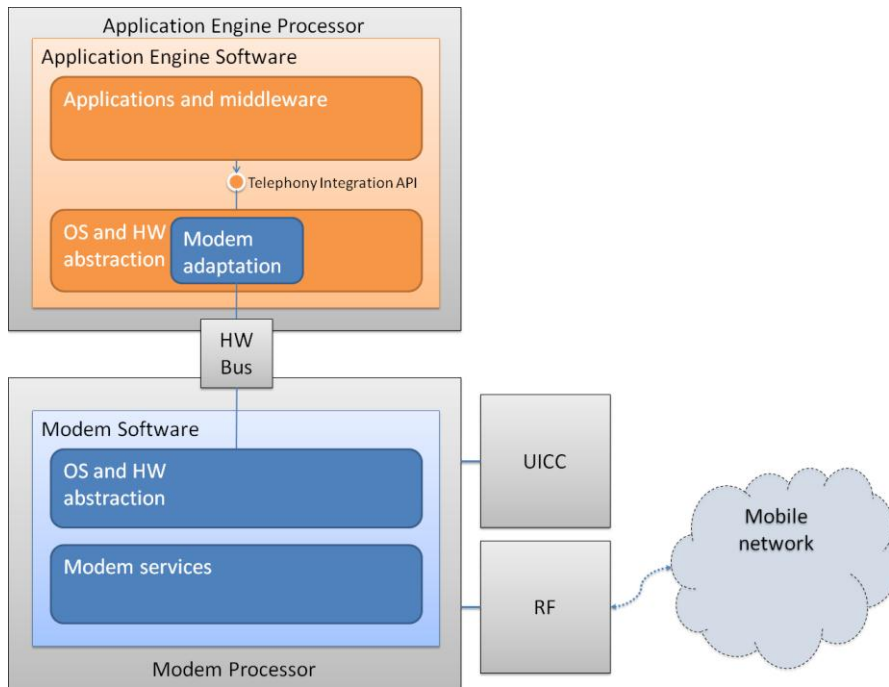 Application Engine Processor
Application Engine Software
Applications and middleware
Telephony Integration API
OS and HW
abstraction
Modem
adaptation
HW
Bus
Modem Software
OS and HW
abstraction
Modem services
Modem Processor
UICC
RF
Mobile
network